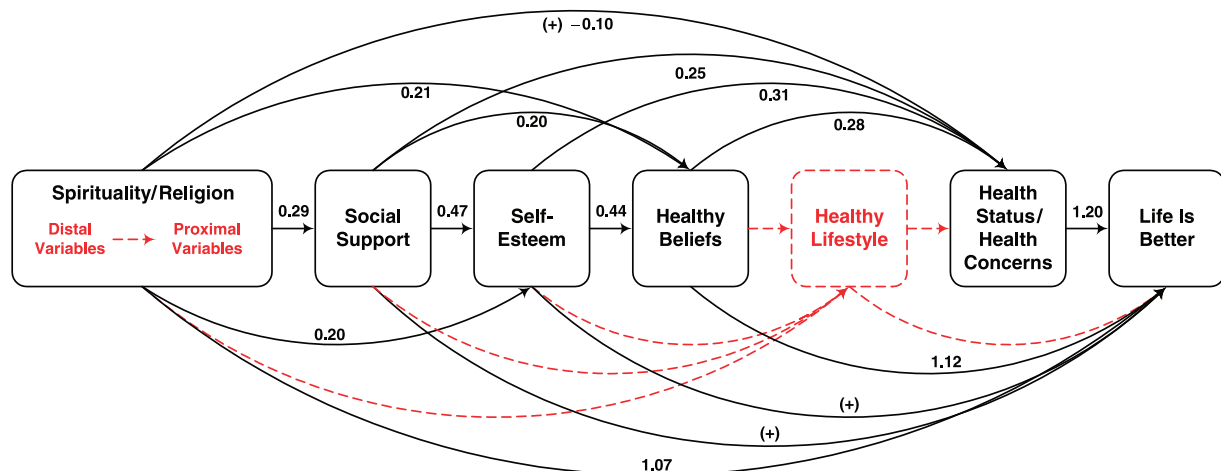 (+) −0.10
0.25
0.31
0.21
0.20
0.28
Spirituality/Religion
Distal
Variables
Proximal
Variables
0.29
Social
Support
0.47
Self-
Esteem
0.44
Healthy
Beliefs
Healthy
Lifestyle
Health
Status/
Health
Concerns
1.20
Life Is
Better
0.20
1.12
(+)
(+)
1.07